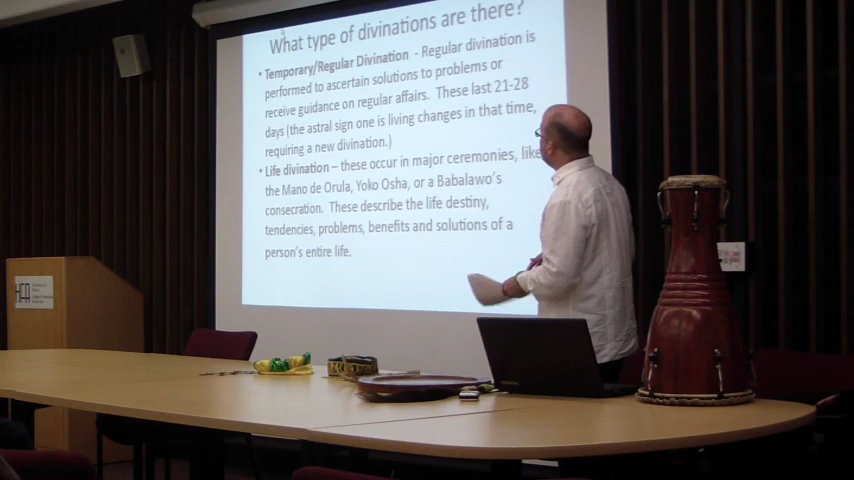 What type of divinations are there?
• Temporary/Regular Divination - Regular divination is
performed to ascertain solutions to problems or
receive guidance on regular affairs. These last 21-28
days (the astral sign one is living changes in that time,
requiring a new divination.)
• Life divination – these occur in major ceremonies, like
the Mano de Orula, Yoko Osha, or a Babalawo's
consecration. These describe the life destiny,
tendencies, problems, benefits and solutions of a
person's entire life.
HFA